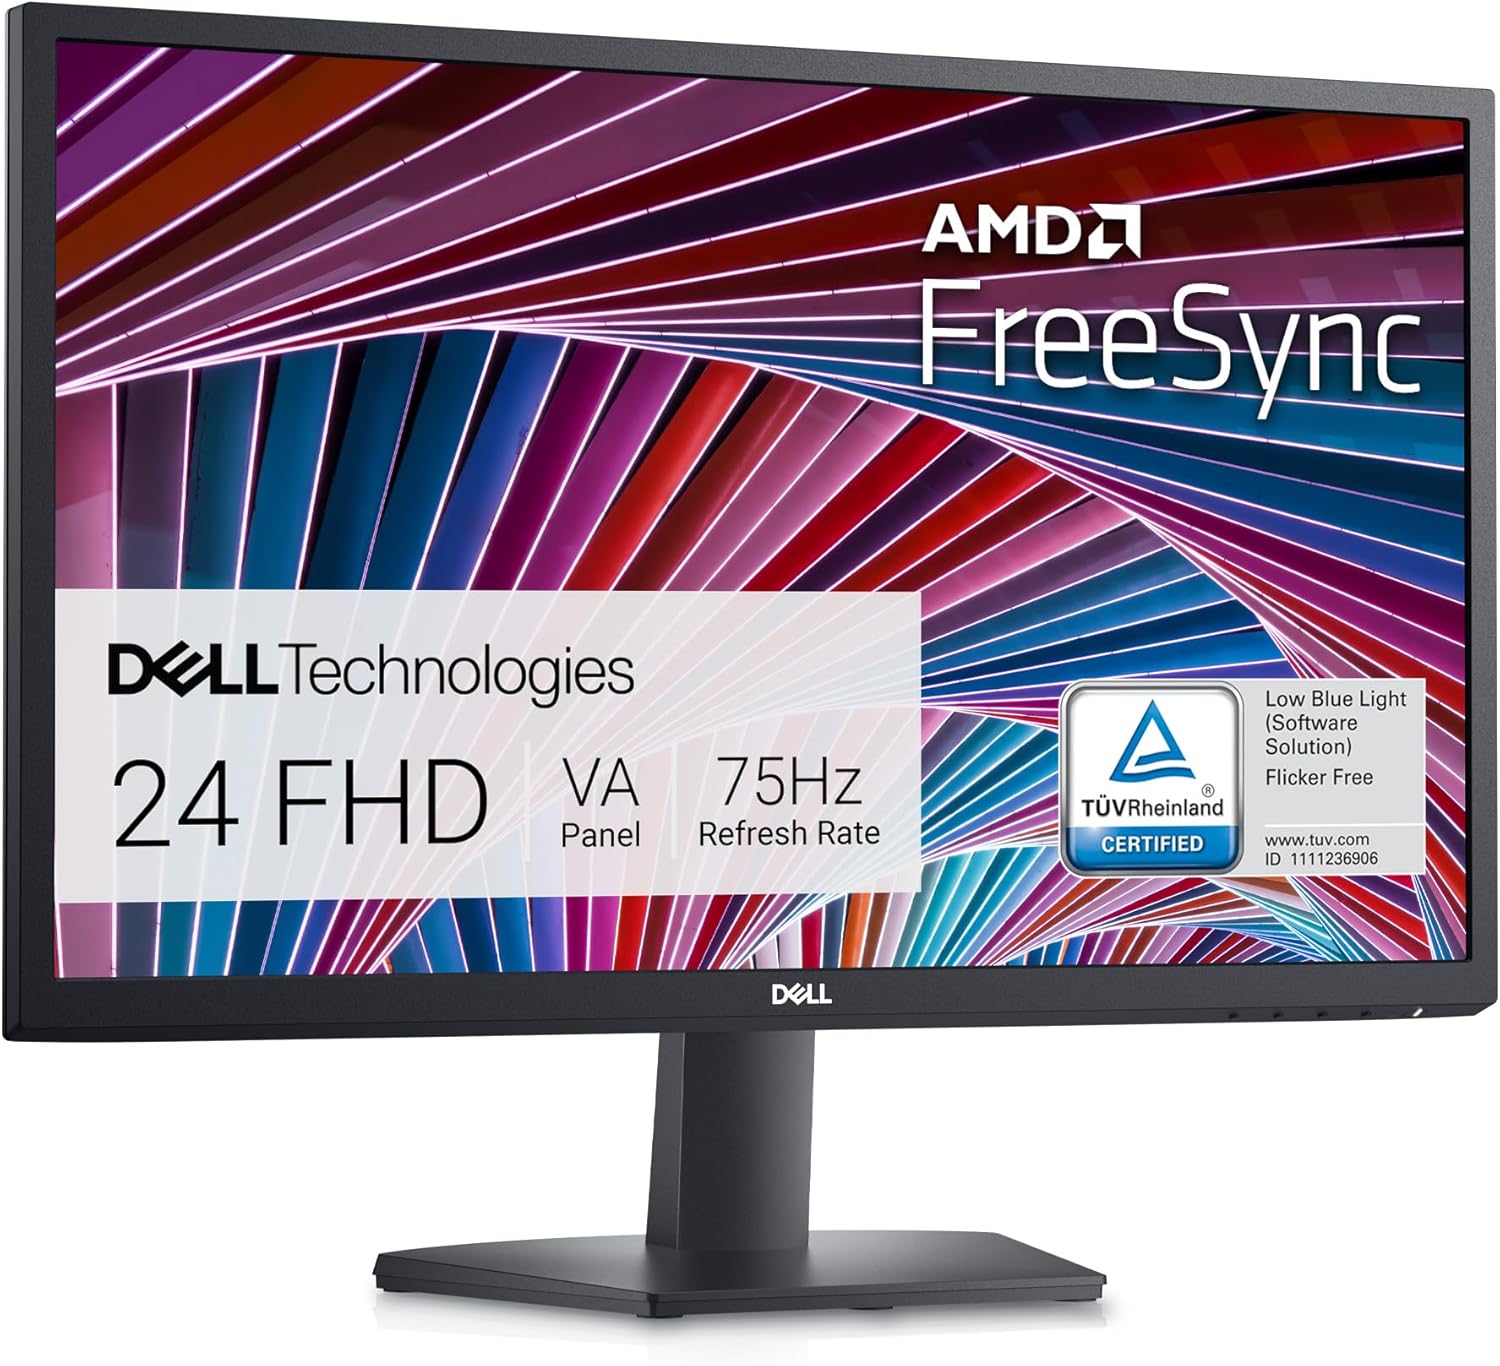 AMD
FreeSync
DELL Technologies
24 FHD
VA
Panel
75Hz
Refresh Rate
TÜVRheinland®
CERTIFIED
Low Blue Light
(Software
Solution)
Flicker Free
www.tuv.com
ID 1111236906
DELL